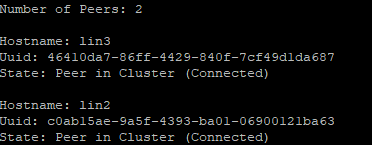 Number of Peers: 2
Hostname: lin3
Uuid: 46410da7-86ff-4429-840f-7cf49d1da687
State: Peer in Cluster (Connected)
Hostname: lin2
Uuid: c0ab15ae-9a5f-4393-ba01-06900121ba63
State: Peer in Cluster (Connected)